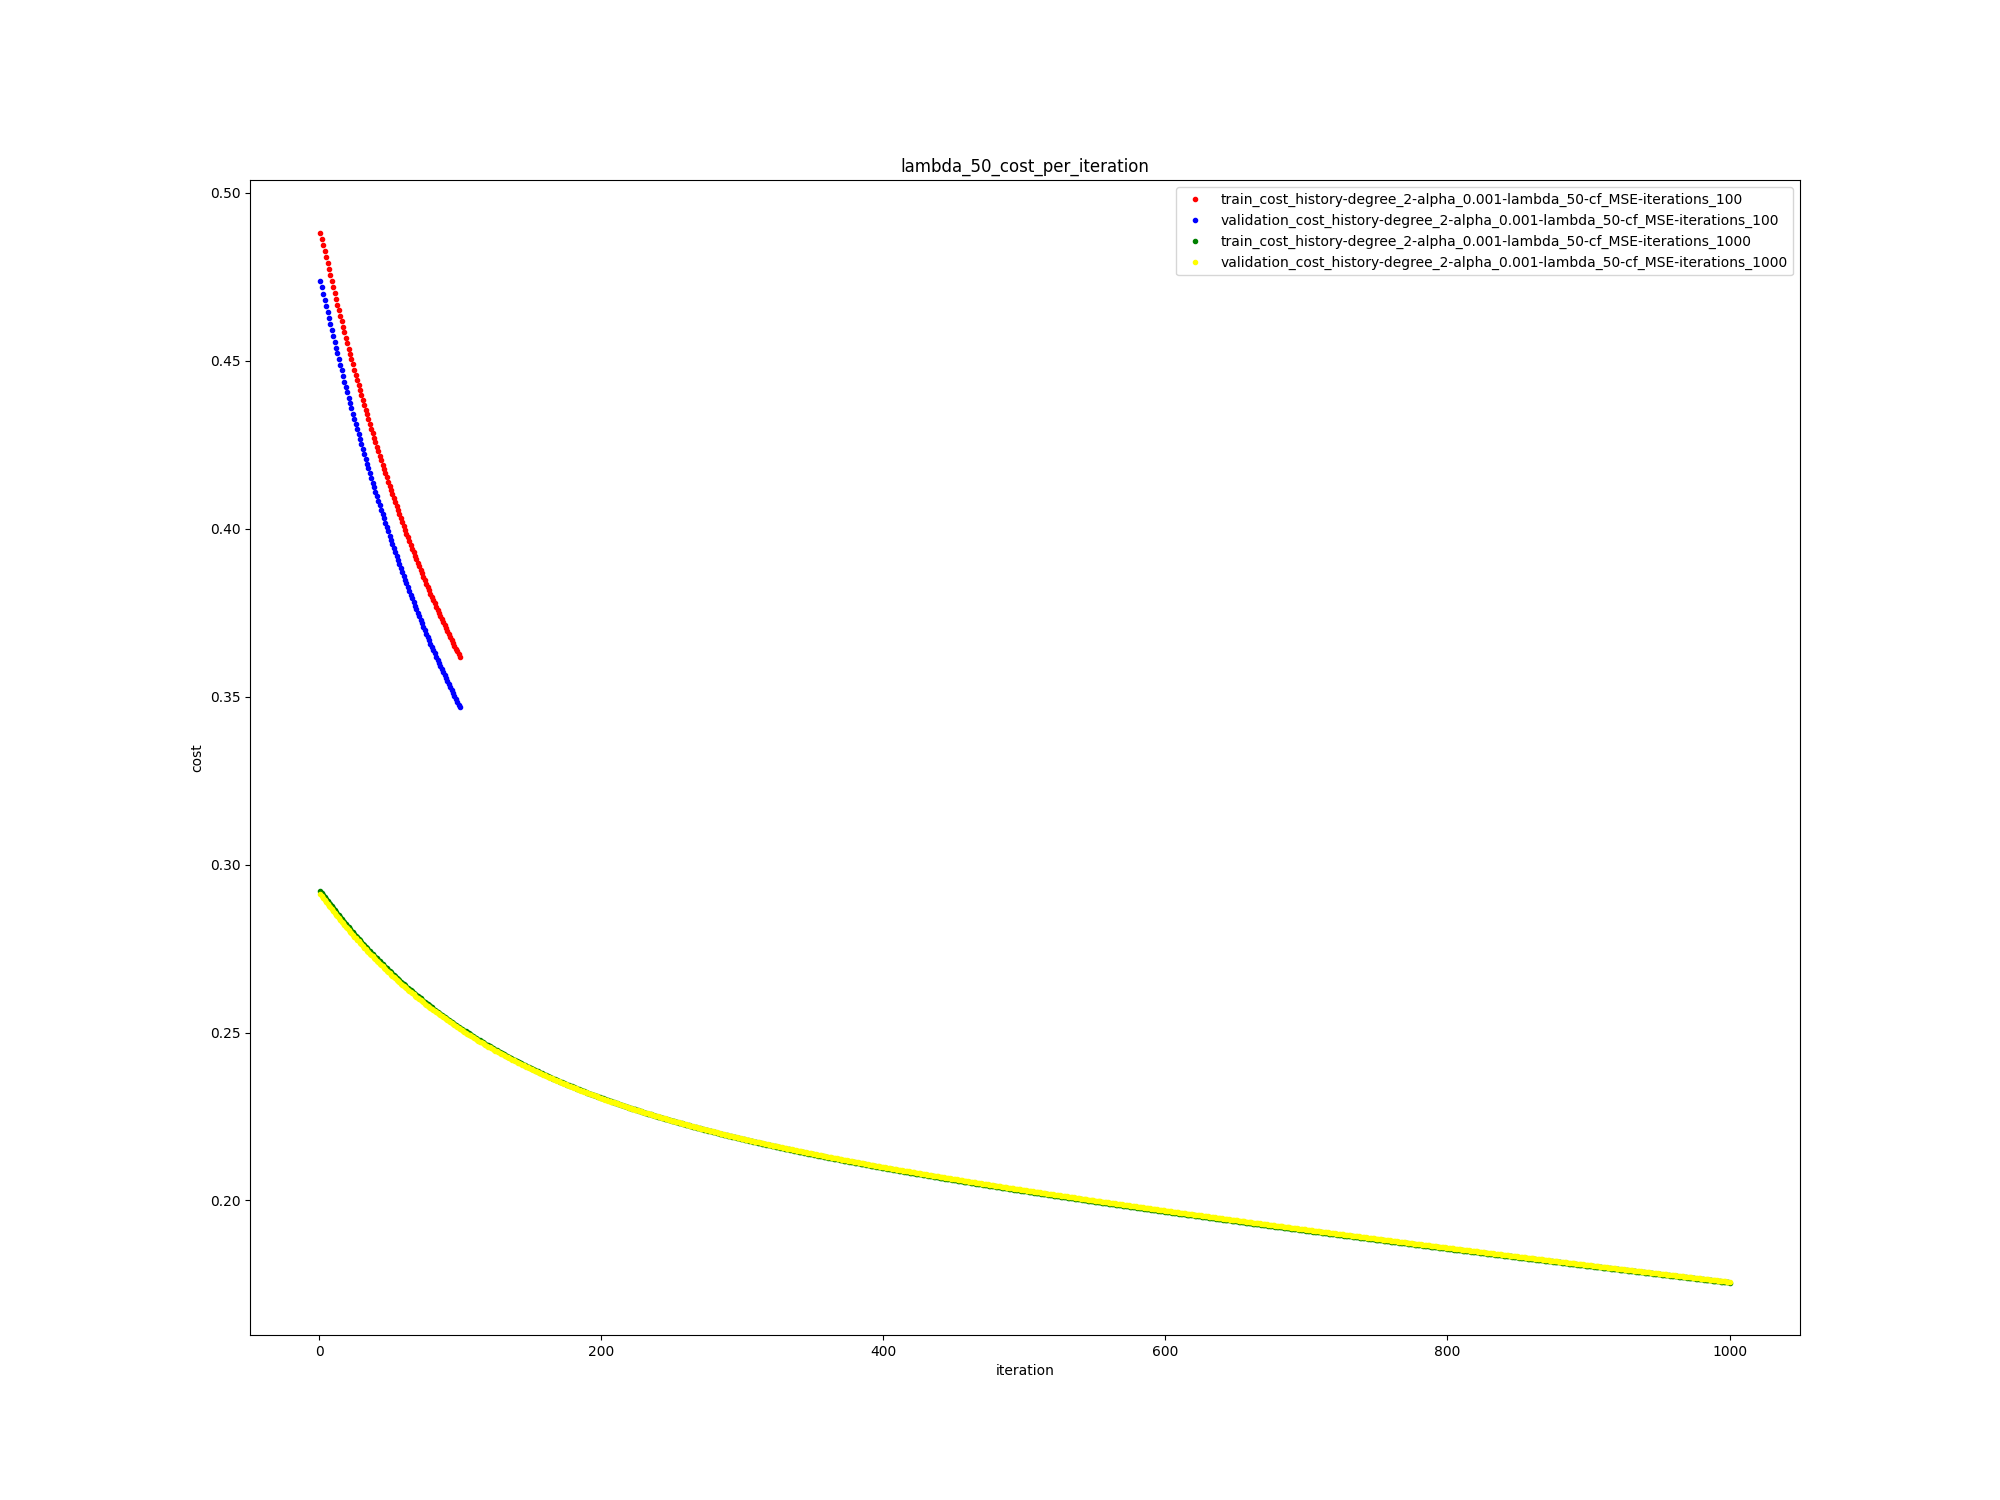 lambda_50_cost_per_iteration
train_cost_history-degree_2-alpha_0.001-lambda_50-cf_MSE-iterations_100
validation_cost_history-degree_2-alpha_0.001-lambda_50-cf_MSE-iterations_100
train_cost_history-degree_2-alpha_0.001-lambda_50-cf_MSE-iterations_1000
validation_cost_history-degree_2-alpha_0.001-lambda_50-cf_MSE-iterations_1000
0.50
0.45
0.40
0.35
0.30
0.25
0.20
cost
0 200 400 600 800 1000
iteration